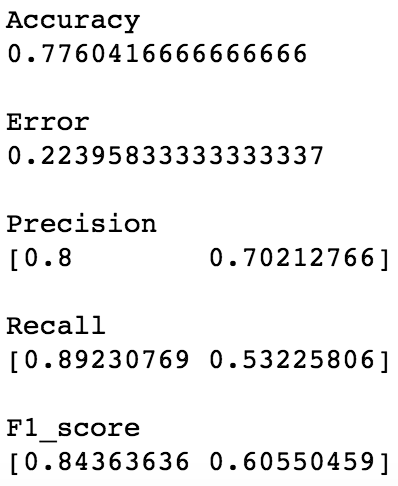 Accuracy
0.7760416666666666
Error
0.22395833333333337
Precision
[0.8        0.70212766]
Recall
[0.89230769 0.53225806]
F1_score
[0.84363636 0.60550459]